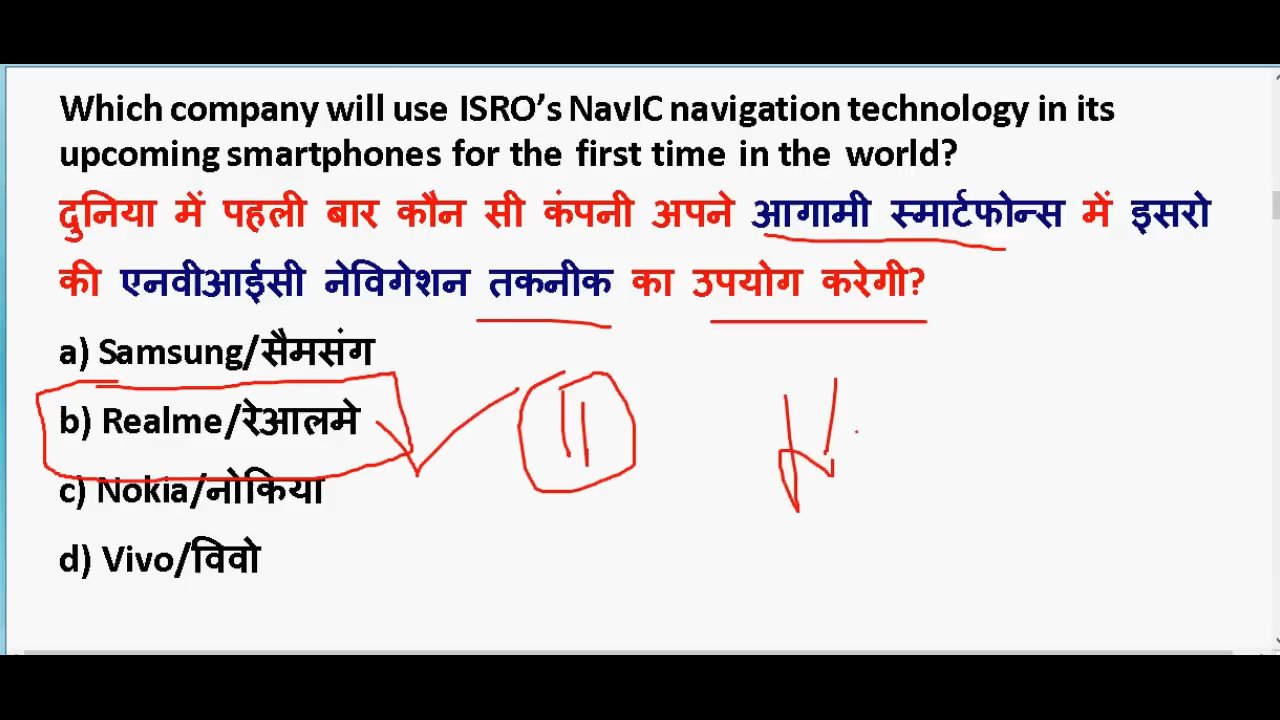 Which company will use ISRO's NavIC navigation technology in its
upcoming smartphones for the first time in the world?
दुनिया में पहली बार कौन सी कंपनी अपने आगामी स्मार्टफोन्स में इसरो
की एनवीआईसी नेविगेशन तकनीक का उपयोग करेगी?
a) Samsung/सैमसंग
b) Realme/रेआलमे
c) Nokia/नोकिया
d) Vivo/विवो